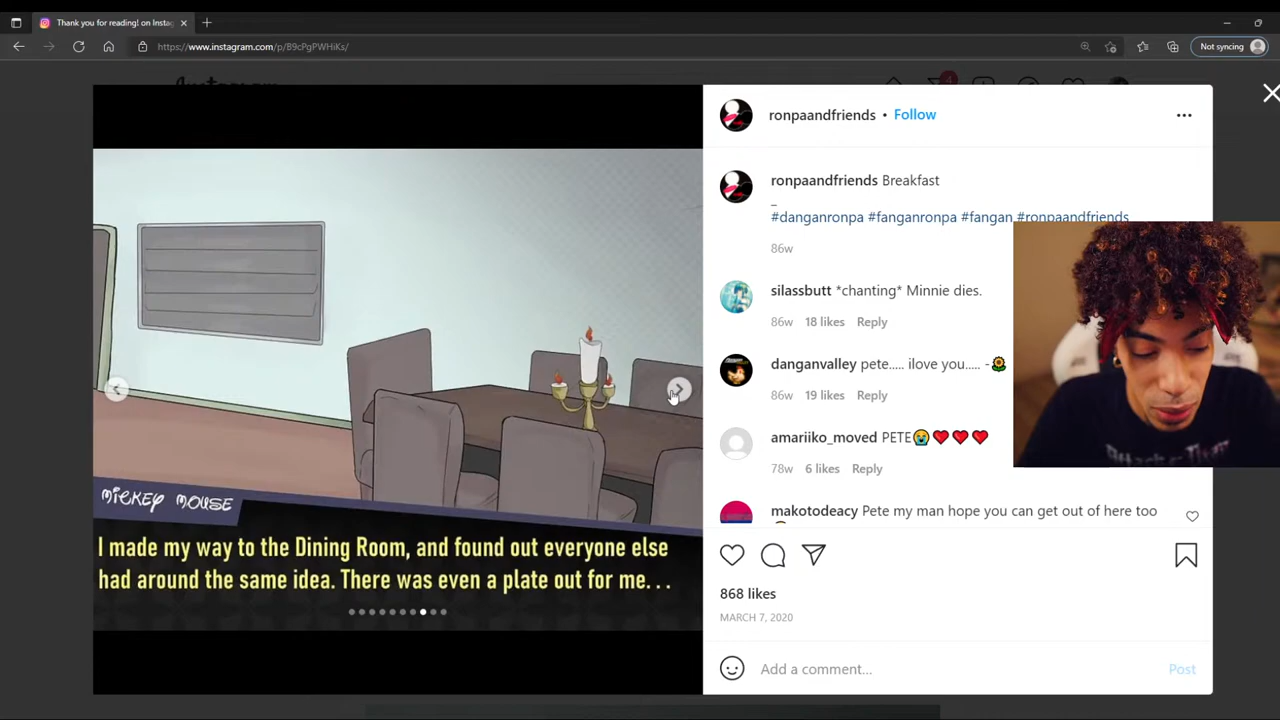 Thank you for reading! on Instag
https://www.instagram.com/p/B9cPgPWHiKs/
Not syncing
Instagram
4
ronpaandfriends • Follow
ronpaandfriends Breakfast
_
#danganronpa #fanganronpa #fangan #ronpaandfriends
86w
silassbutt *chanting* Minnie dies.
86w 18 likes Reply
danganvalley pete..... ilove you..... -🌻
86w 19 likes Reply
amariiko_moved PETE😭❤️❤️❤️
78w 6 likes Reply
makotodeacy Pete my man hope you can get out of here too
868 likes
MARCH 7, 2020
Add a comment... Post
MICKEY MOUSE
I made my way to the Dining Room, and found out everyone else
had around the same idea. There was even a plate out for me...